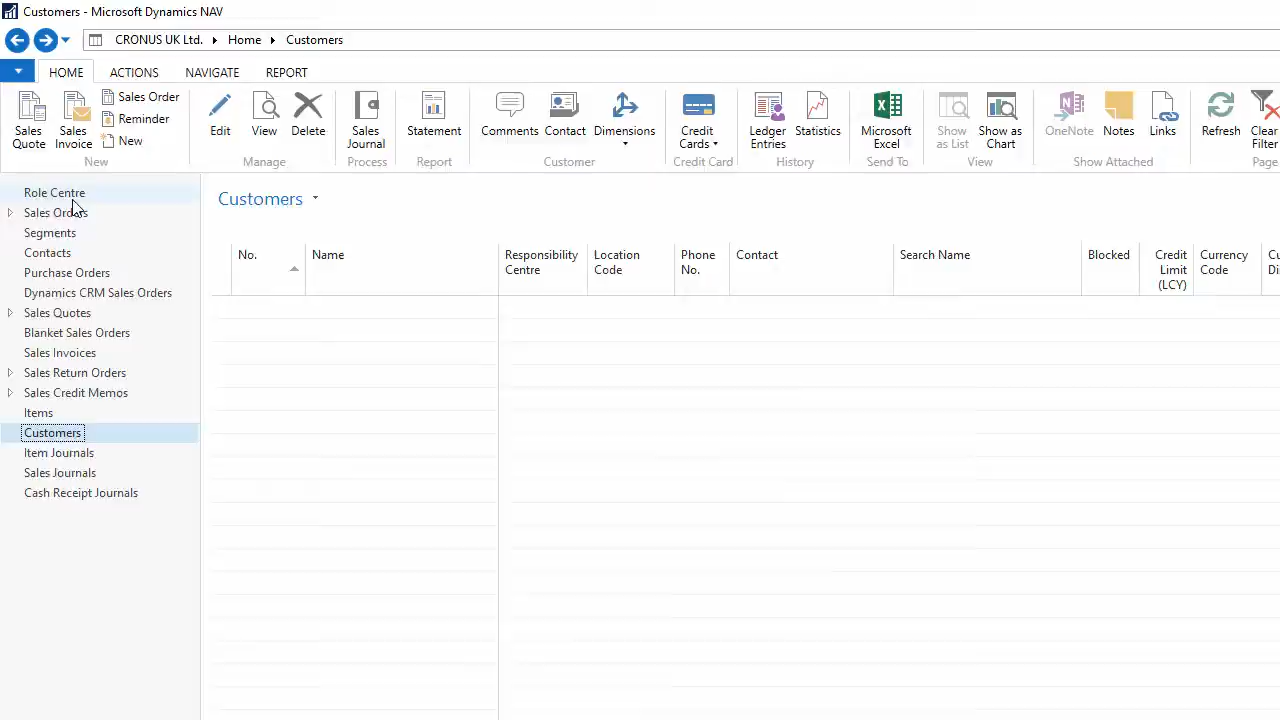 Customers - Microsoft Dynamics NAV
CRONUS UK Ltd. Home Customers
HOME ACTIONS NAVIGATE REPORT
Sales Quote
Sales Invoice
Sales Order
Reminder
New
New
Edit
View
Delete
Manage
Sales Journal
Process
Statement
Report
Comments
Contact
Dimensions
Customer
Credit Cards
Credit Card
Ledger Entries
Statistics
History
Microsoft Excel
Send To
Show as List
Show as Chart
View
OneNote
Notes
Links
Show Attached
Refresh
Clear Filter
Page
Role Centre
Sales Orders
Segments
Contacts
Purchase Orders
Dynamics CRM Sales Orders
Sales Quotes
Blanket Sales Orders
Sales Invoices
Sales Return Orders
Sales Credit Memos
Items
Customers
Item Journals
Sales Journals
Cash Receipt Journals
Customers
No.
Name
Responsibility Centre
Location Code
Phone No.
Contact
Search Name
Blocked
Credit Limit (LCY)
Currency Code